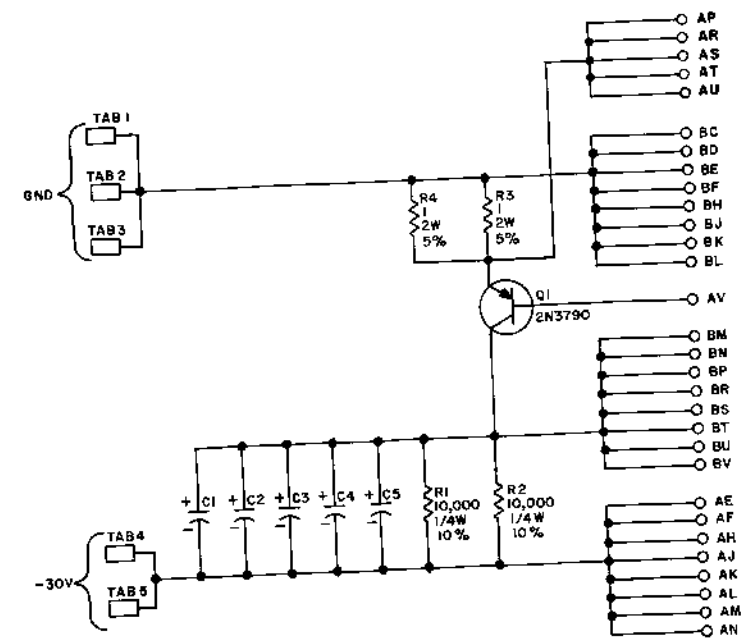 AP
AR
AS
AT
AU
TAB 1
TAB 2
TAB 3
GND
BC
BD
BE
BF
BH
BJ
BK
BL
R4
1
2W
5%
R3
1
2W
5%
Q1
2N3790
AV
BM
BN
BP
BR
BS
BT
BU
BV
+ C1 -
+ C2 -
+ C3 -
+ C4 -
+ C5 -
R1
10,000
1/4W
10%
R2
10,000
1/4W
10%
TAB 4
TAB 5
-30V
AE
AF
AH
AJ
AK
AL
AM
AN